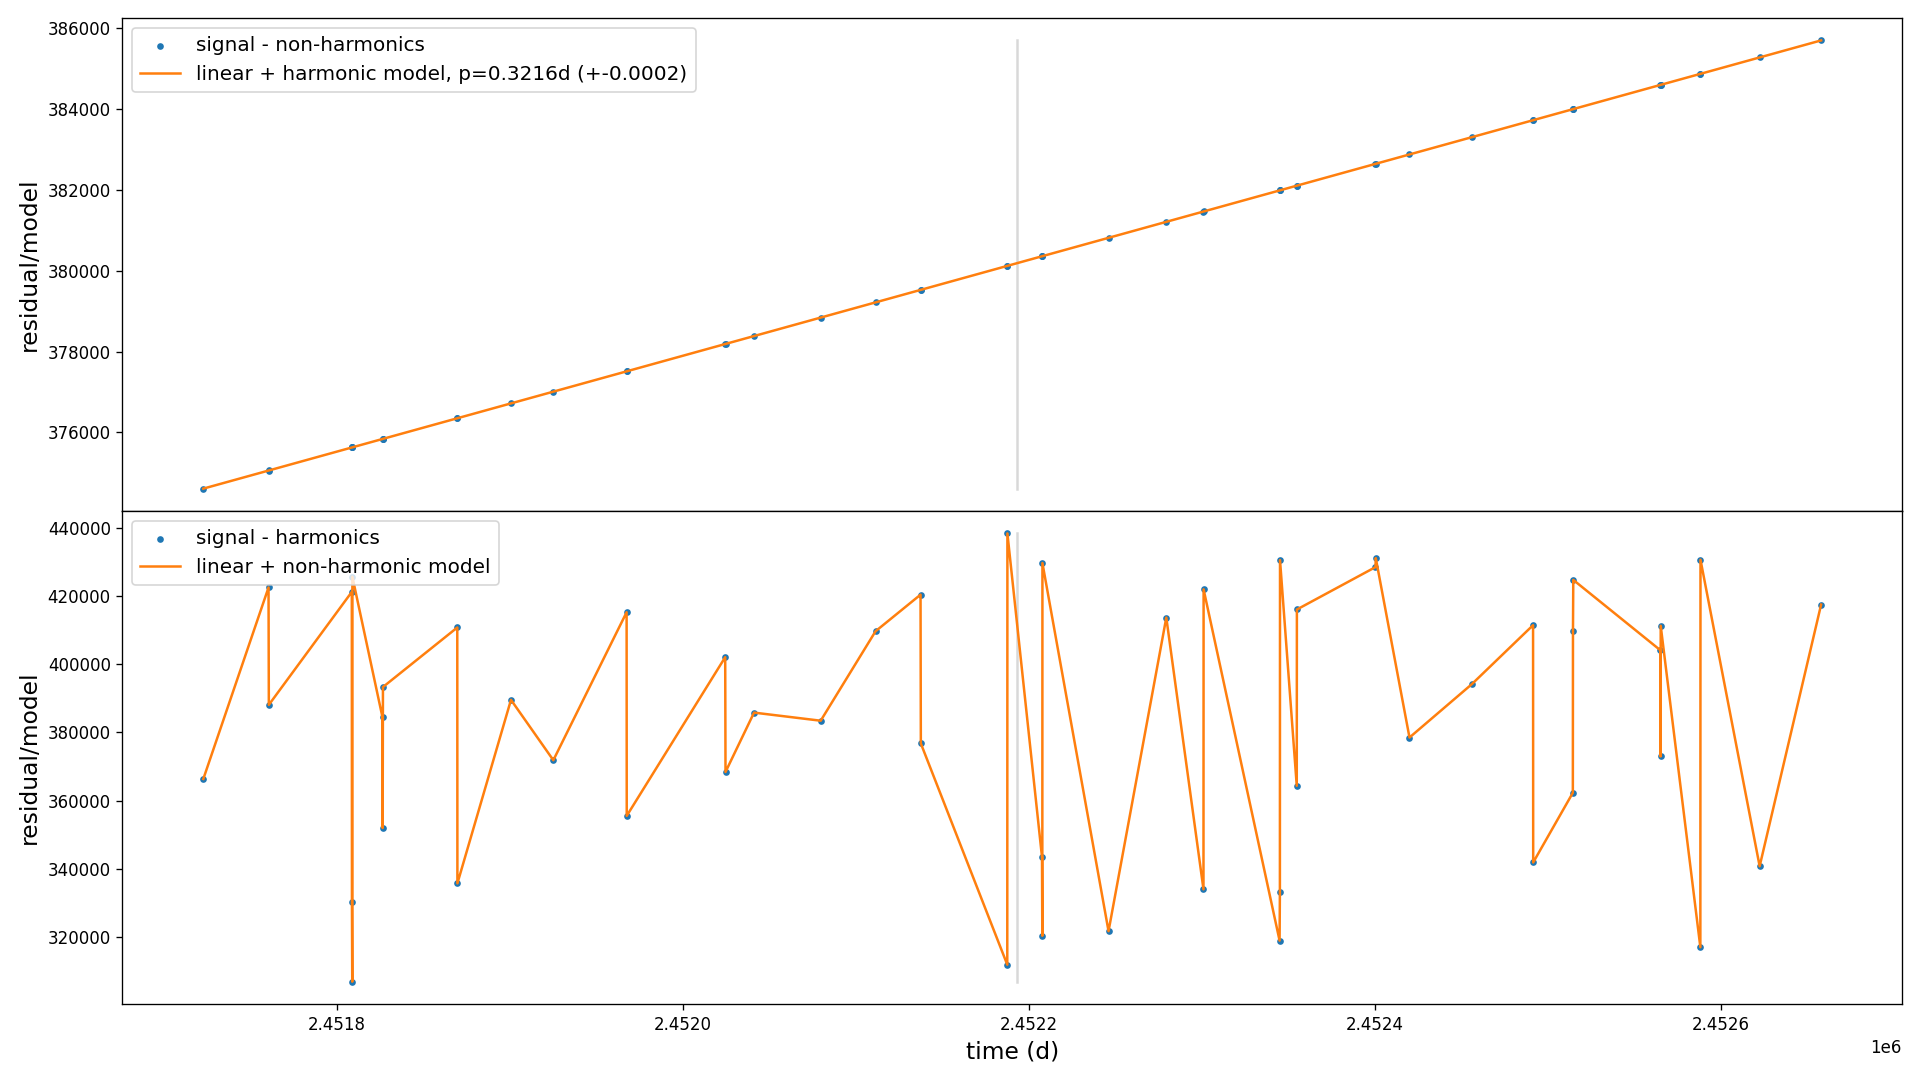 386000
384000
382000
380000
378000
376000
residual/model
signal - non-harmonics
linear + harmonic model, p=0.3216d (+-0.0002)
440000
420000
400000
380000
360000
340000
320000
residual/model
signal - harmonics
linear + non-harmonic model
2.4518 2.4520 2.4522 2.4524 2.4526
1e6
time (d)